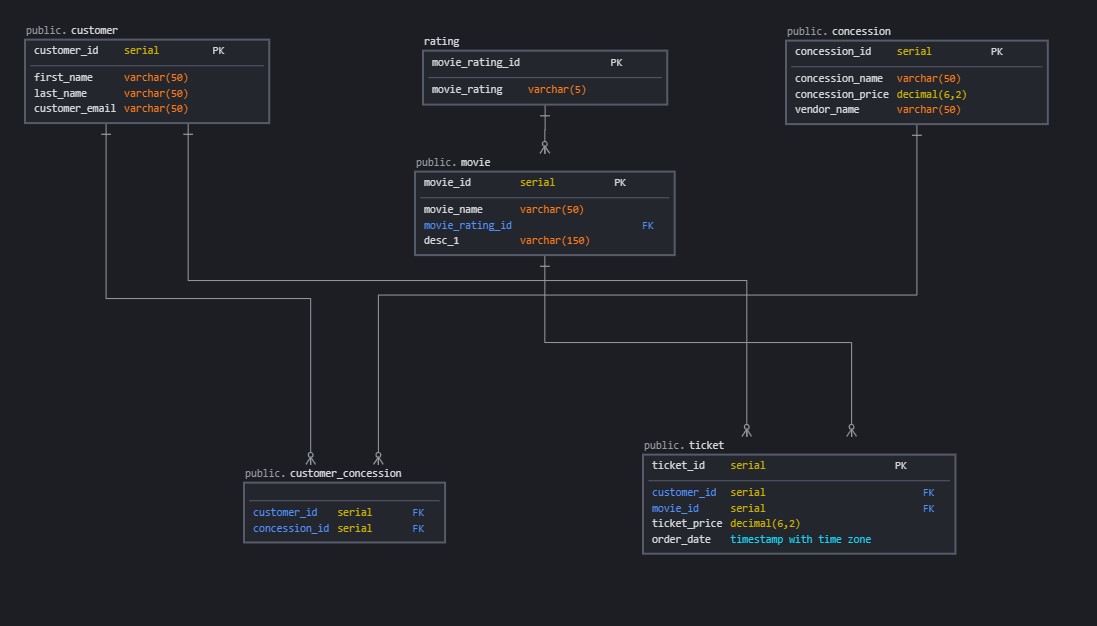 public. customer
customer_id serial PK
first_name varchar(50)
last_name varchar(50)
customer_email varchar(50)
rating
movie_rating_id PK
movie_rating varchar(5)
public. concession
concession_id serial PK
concession_name varchar(50)
concession_price decimal(6,2)
vendor_name varchar(50)
public. movie
movie_id serial PK
movie_name varchar(50)
movie_rating_id FK
desc_1 varchar(150)
public. customer_concession
customer_id serial FK
concession_id serial FK
public. ticket
ticket_id serial PK
customer_id serial FK
movie_id serial FK
ticket_price decimal(6,2)
order_date timestamp with time zone